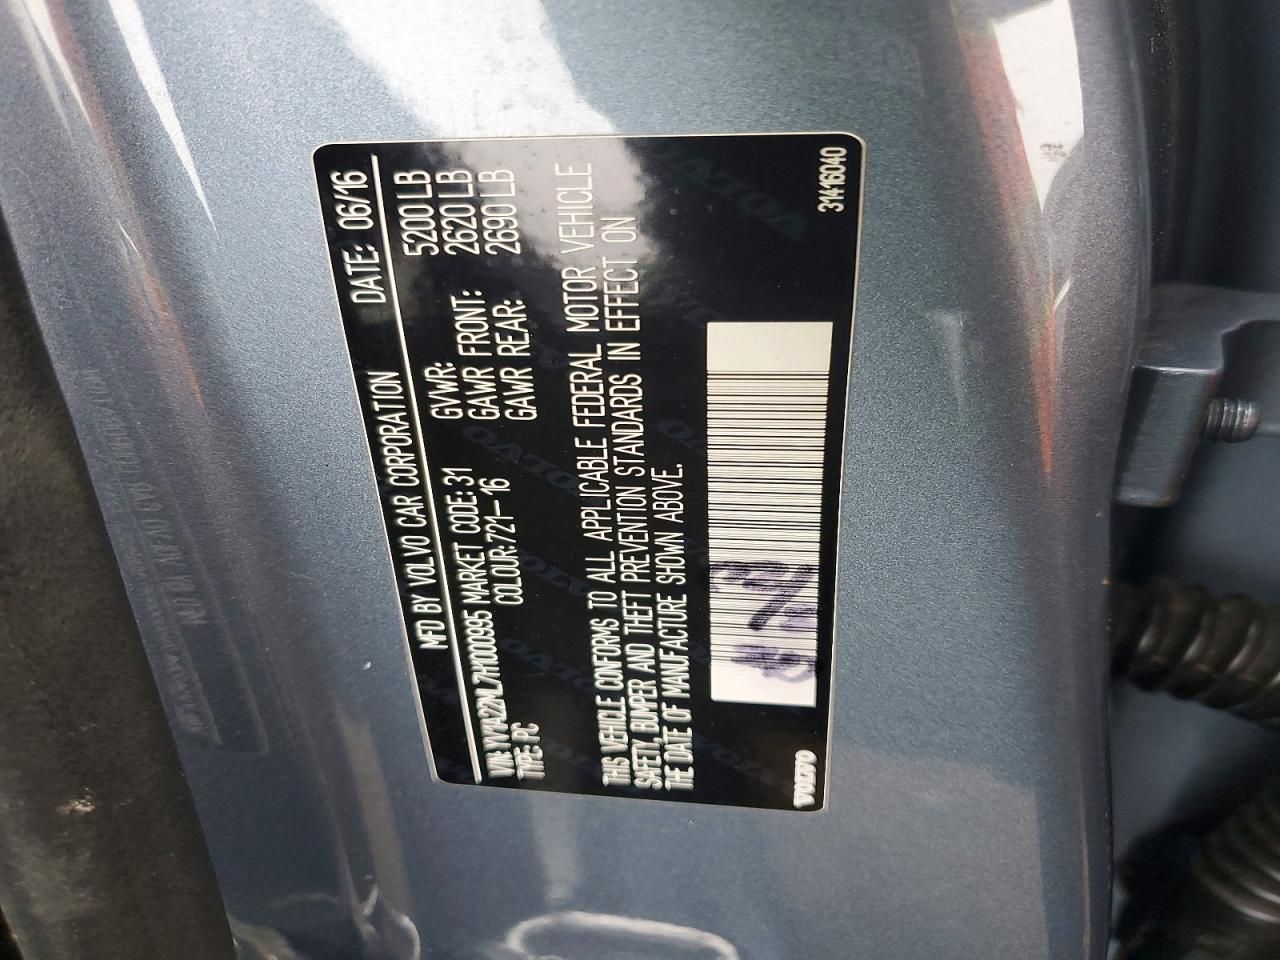 MFD BY VOLVO CAR CORPORATION DATE: 06/16
VIN: YV4A22NL7H1000995 MARKET CODE: 31 GVWR: 5200 LB
TYPE: PC COLOUR: 721-16 GAWR FRONT: 2620 LB
GAWR REAR: 2690 LB
THIS VEHICLE CONFORMS TO ALL APPLICABLE FEDERAL MOTOR VEHICLE
SAFETY, BUMPER AND THEFT PREVENTION STANDARDS IN EFFECT ON
THE DATE OF MANUFACTURE SHOWN ABOVE.
VOLVO 31416040